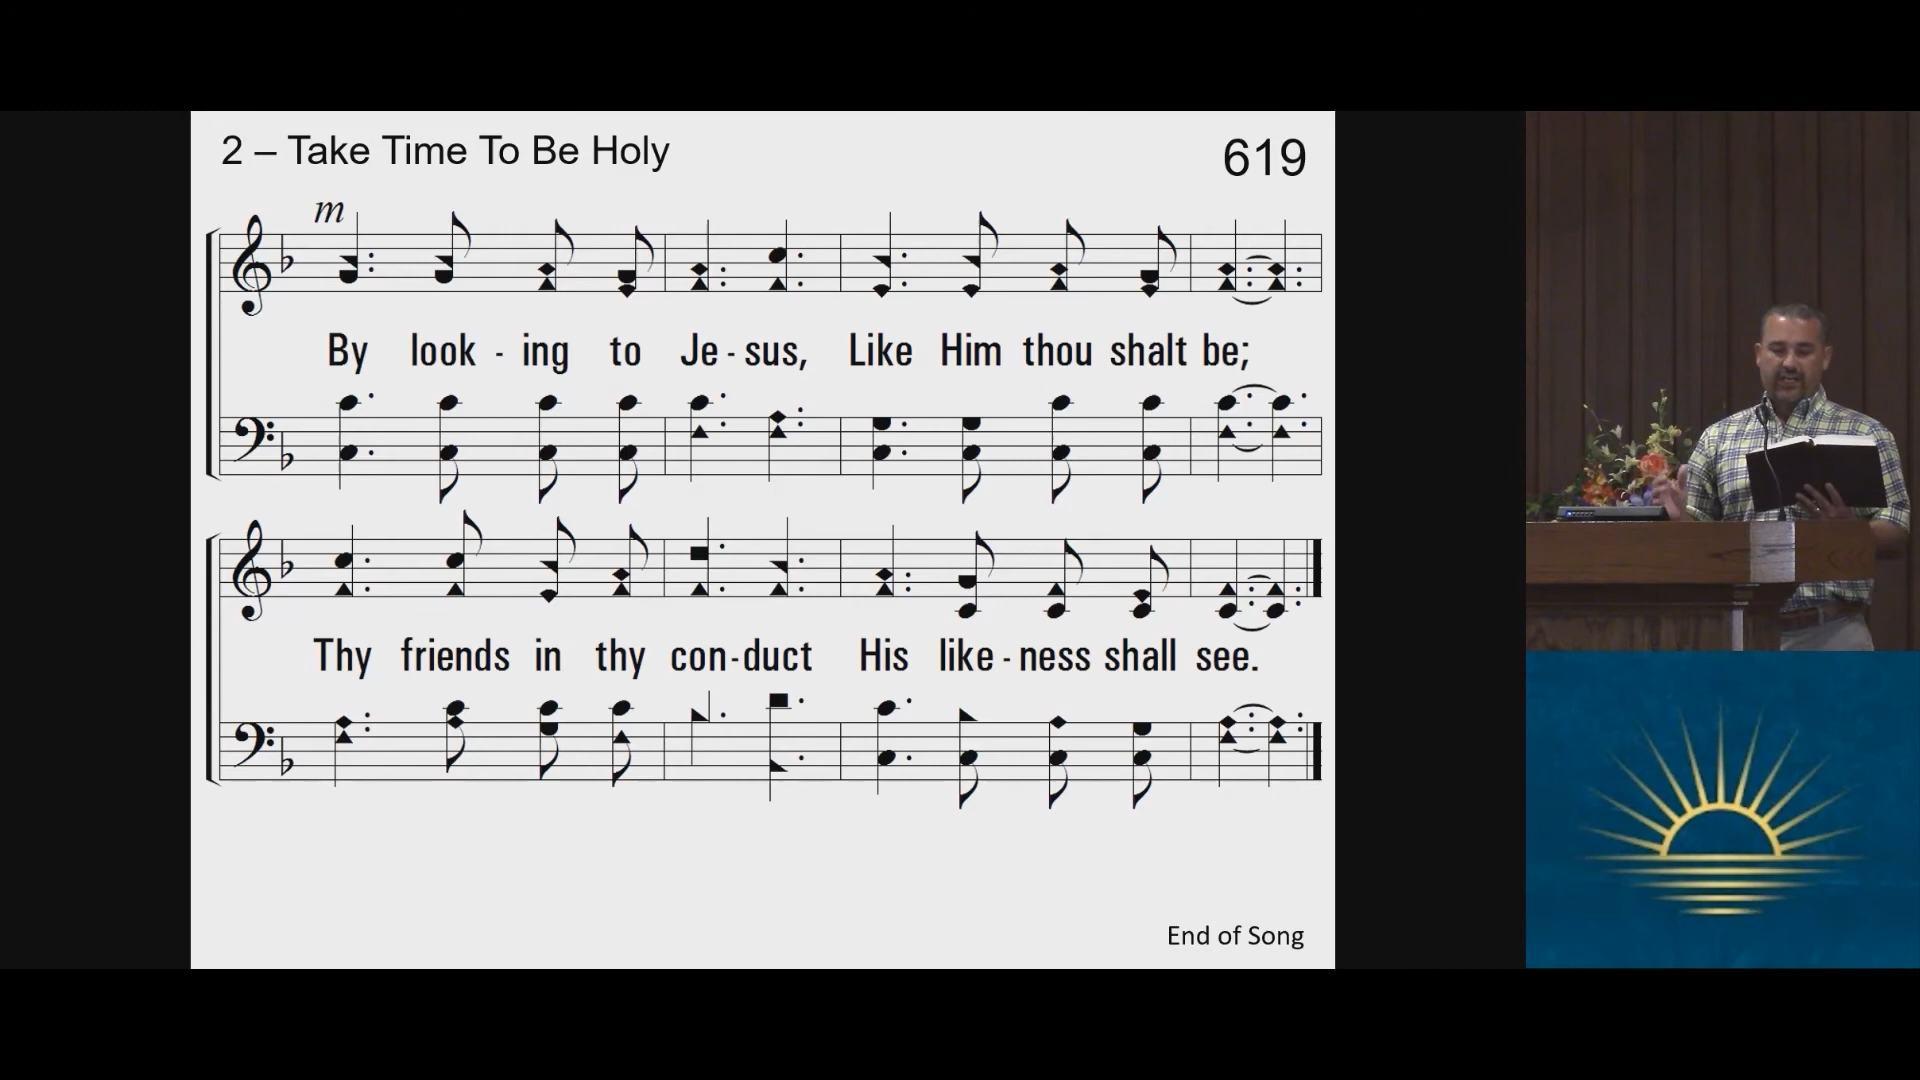 2 – Take Time To Be Holy
619
m
By look - ing to Je - sus, Like Him thou shalt be;
Thy friends in thy con - duct His like - ness shall see.
End of Song